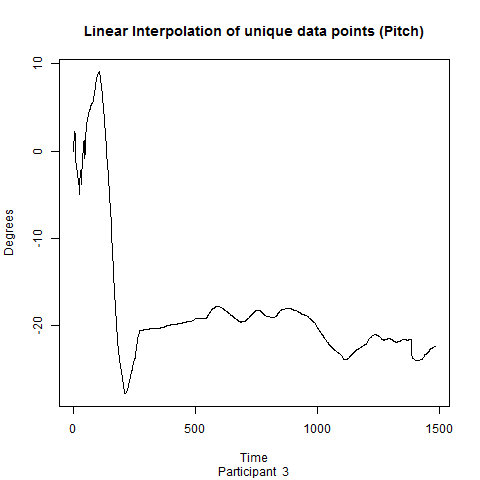 Linear Interpolation of unique data points (Pitch)
10
0
-10
-20
Degrees
0 500 1000 1500
Time
Participant 3